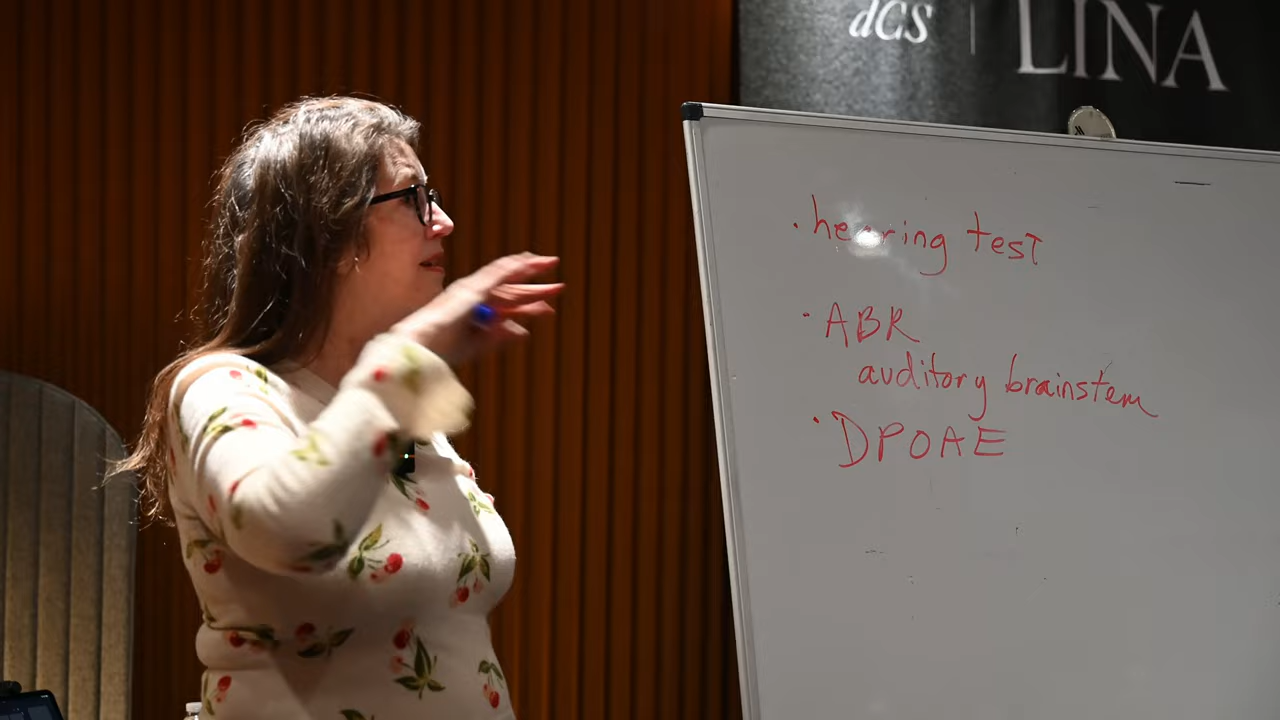 dCS | LINA
· hearing test
· ABR
auditory brainstem
· DPOAE